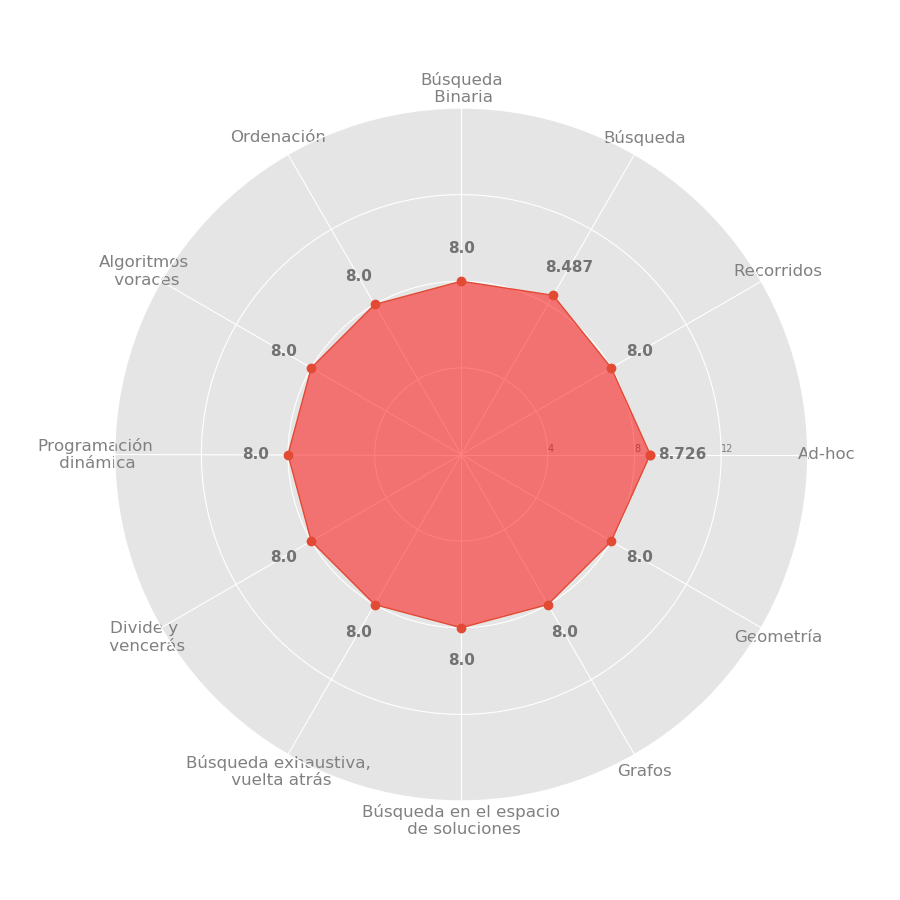 Búsqueda
Binaria
Ordenación
Búsqueda
8.0
8.487
8.0
Algoritmos
voraces
Recorridos
8.0
8.0
Programación
dinámica
8.0
4
8
12
8.726
Ad-hoc
8.0
8.0
Divide y
vencerás
8.0
8.0
8.0
Geometría
Búsqueda exhaustiva,
vuelta atrás
Grafos
Búsqueda en el espacio
de soluciones